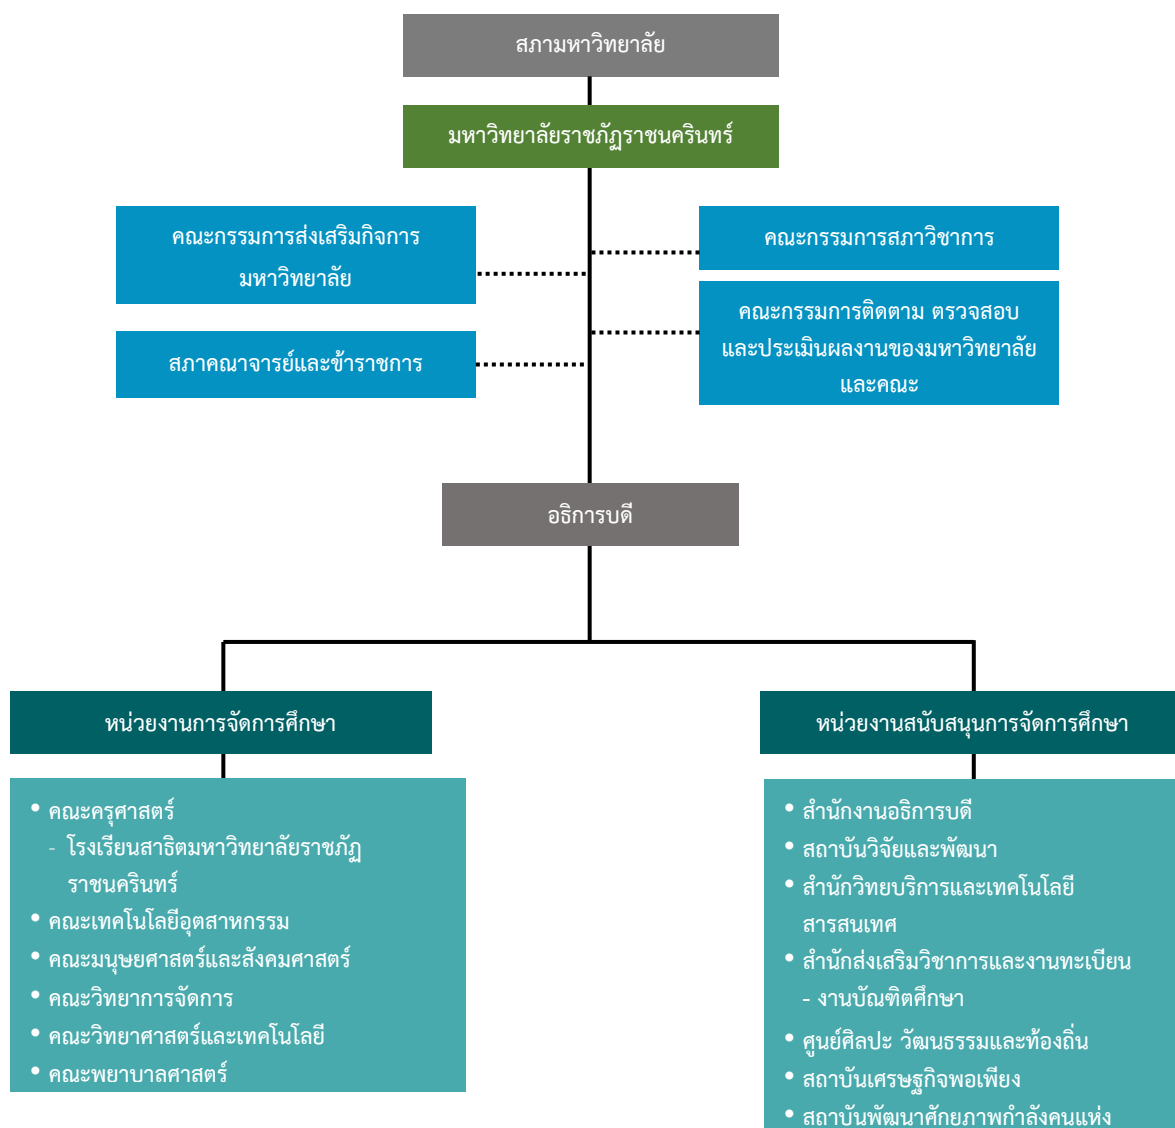 สภามหาวิทยาลัย
มหาวิทยาลัยราชภัฏราชนครินทร์
คณะกรรมการส่งเสริมกิจการ
มหาวิทยาลัย
คณะกรรมการสภาวิชาการ
สภาคณาจารย์และข้าราชการ
คณะกรรมการติดตาม ตรวจสอบ
และประเมินผลงานของมหาวิทยาลัย
และคณะ
อธิการบดี
หน่วยงานการจัดการศึกษา
• คณะครุศาสตร์
- โรงเรียนสาธิตมหาวิทยาลัยราชภัฏ
ราชนครินทร์
• คณะเทคโนโลยีอุตสาหกรรม
• คณะมนุษยศาสตร์และสังคมศาสตร์
• คณะวิทยาการจัดการ
• คณะวิทยาศาสตร์และเทคโนโลยี
• คณะพยาบาลศาสตร์
หน่วยงานสนับสนุนการจัดการศึกษา
• สำนักงานอธิการบดี
• สถาบันวิจัยและพัฒนา
• สำนักวิทยบริการและเทคโนโลยี
สารสนเทศ
• สำนักส่งเสริมวิชาการและงานทะเบียน
- งานบัณฑิตศึกษา
• ศูนย์ศิลปะ วัฒนธรรมและท้องถิ่น
• สถาบันเศรษฐกิจพอเพียง
• สถาบันพัฒนาศักยภาพกำลังคนแห่ง